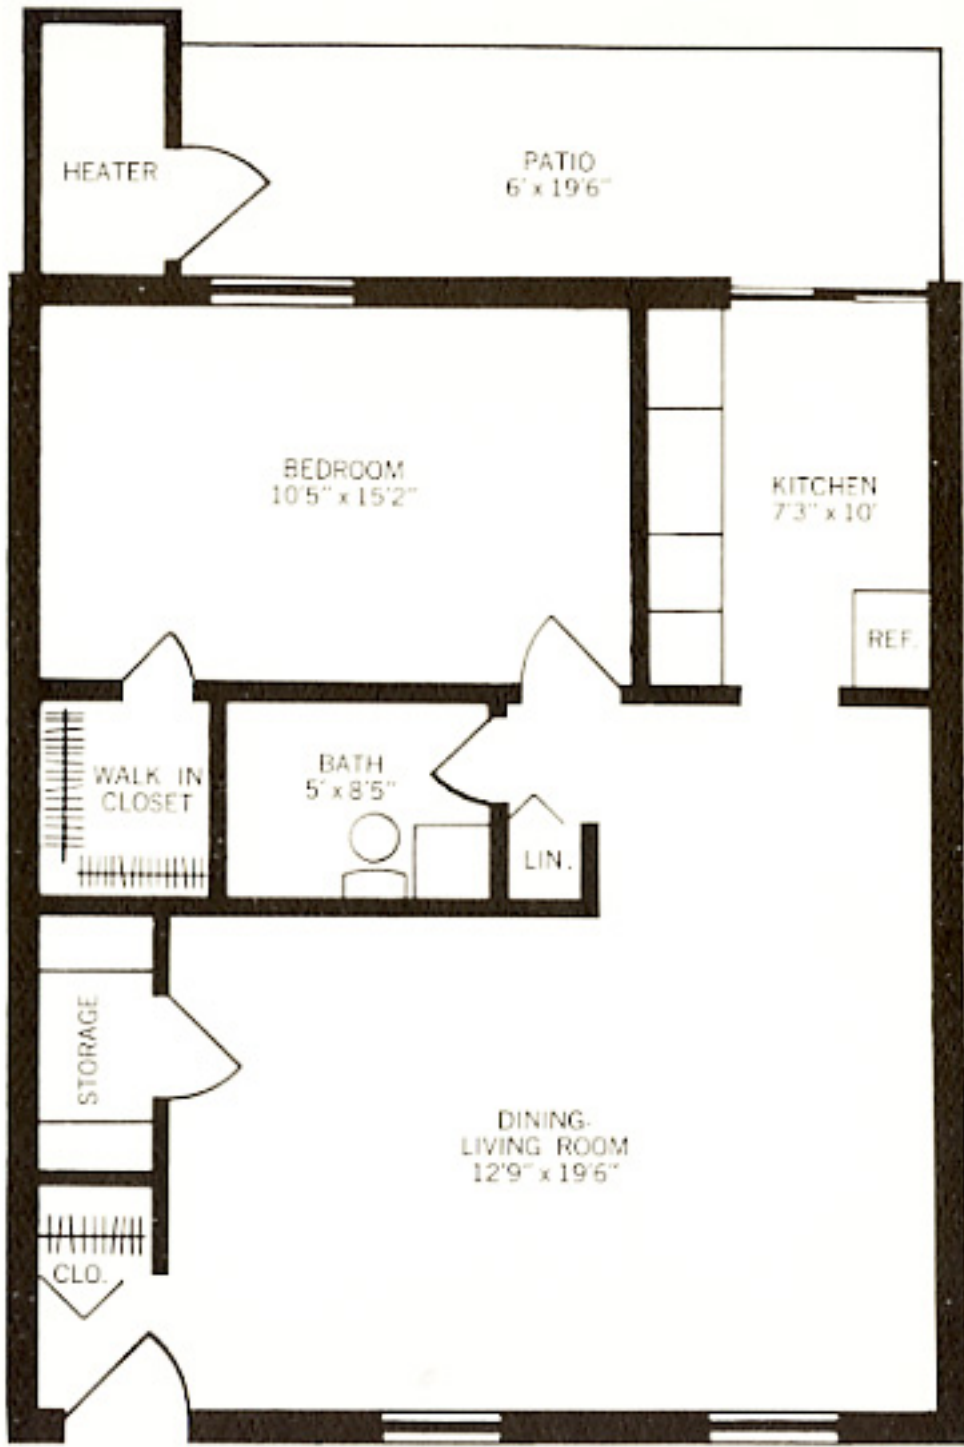 HEATER
PATIO
6' x 19'6"
BEDROOM
10'5" x 15'2"
KITCHEN
7'3" x 10'
REF.
WALK IN
CLOSET
BATH
5' x 8'5"
LIN.
STORAGE
DINING-
LIVING ROOM
12'9" x 19'6"
CLO.